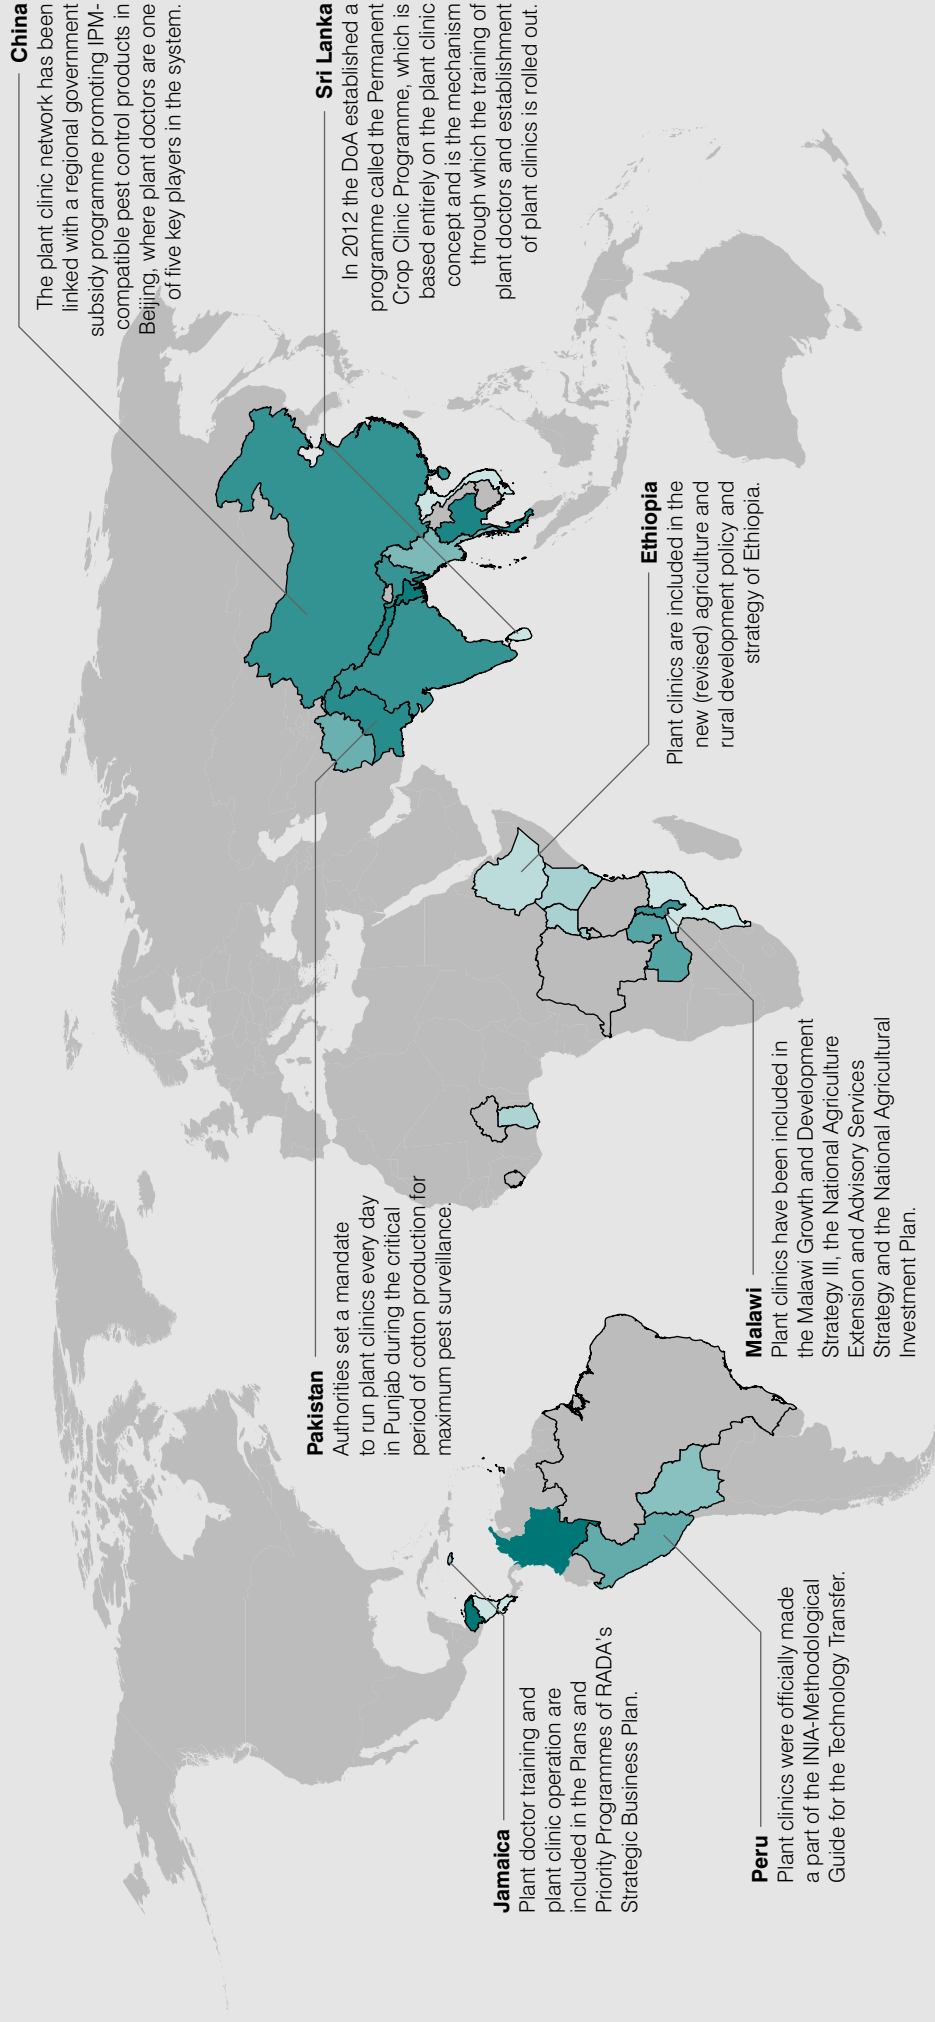 China
The plant clinic network has been
linked with a regional government
subsidy programme promoting IPM-
compatible pest control products in
Beijing, where plant doctors are one
of five key players in the system.
Sri Lanka
In 2012 the DoA established a
programme called the Permanent
Crop Clinic Programme, which is
based entirely on the plant clinic
concept and is the mechanism
through which the training of
plant doctors and establishment
of plant clinics is rolled out.
Pakistan
Authorities set a mandate
to run plant clinics every day
in Punjab during the critical
period of cotton production for
maximum pest surveillance.
Ethiopia
Plant clinics are included in the
new (revised) agriculture and
rural development policy and
strategy of Ethiopia.
Jamaica
Plant doctor training and
plant clinic operation are
included in the Plans and
Priority Programmes of RADA's
Strategic Business Plan.
Malawi
Plant clinics have been included in
the Malawi Growth and Development
Strategy III, the National Agriculture
Extension and Advisory Services
Strategy and the National Agricultural
Investment Plan.
Peru
Plant clinics were officially made
a part of the INIA-Methodological
Guide for the Technology Transfer.